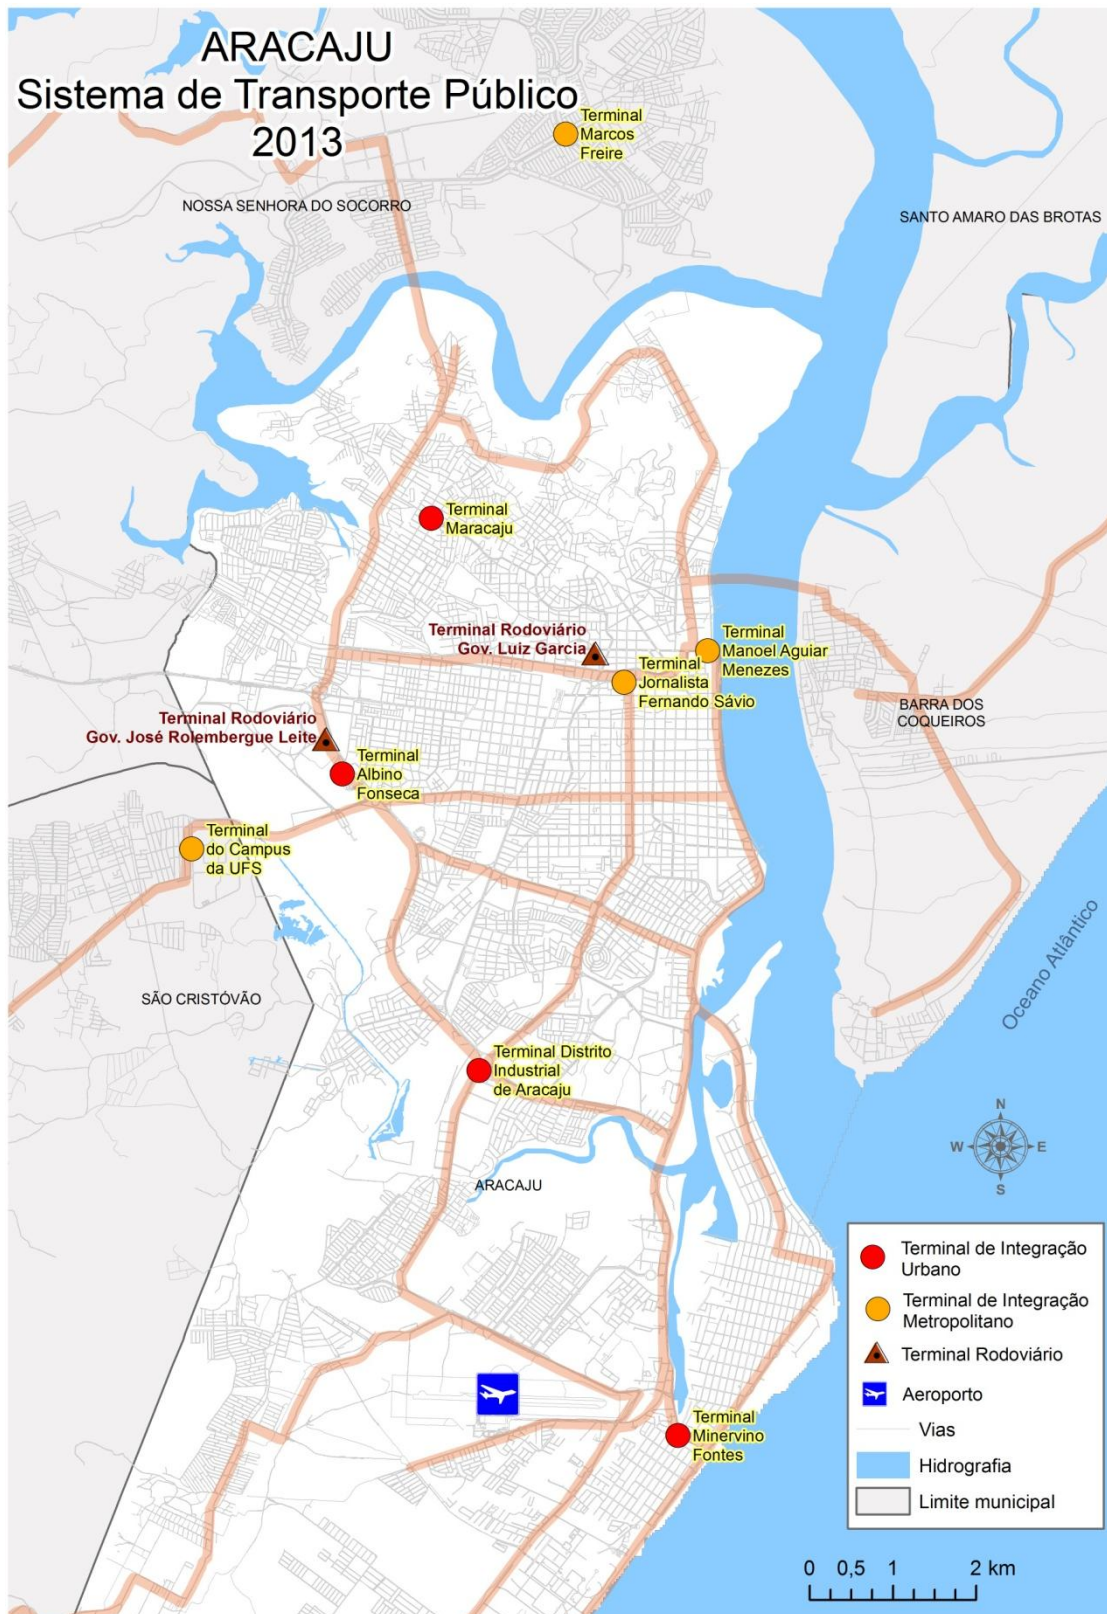 ARACAJU
Sistema de Transporte Público
2013
Terminal
Marcos
Freire
NOSSA SENHORA DO SOCORRO
SANTO AMARO DAS BROTAS
Terminal
Maracaju
Terminal Rodoviário
Gov. Luiz Garcia
Terminal
Manoel Aguiar
Menezes
Terminal
Jornalista
Fernando Sávio
BARRA DOS
COQUEIROS
Terminal Rodoviário
Gov. José Rolembergue Leite
Terminal
Albino
Fonseca
Terminal
do Campus
da UFS
Oceano Atlântico
SÃO CRISTÓVÃO
Terminal Distrito
Industrial
de Aracaju
N
W
E
S
ARACAJU
Terminal
Minervino
Fontes
Terminal de Integração
Urbano
Terminal de Integração
Metropolitano
Terminal Rodoviário
Aeroporto
Vias
Hidrografia
Limite municipal
0 0,5 1 2 km